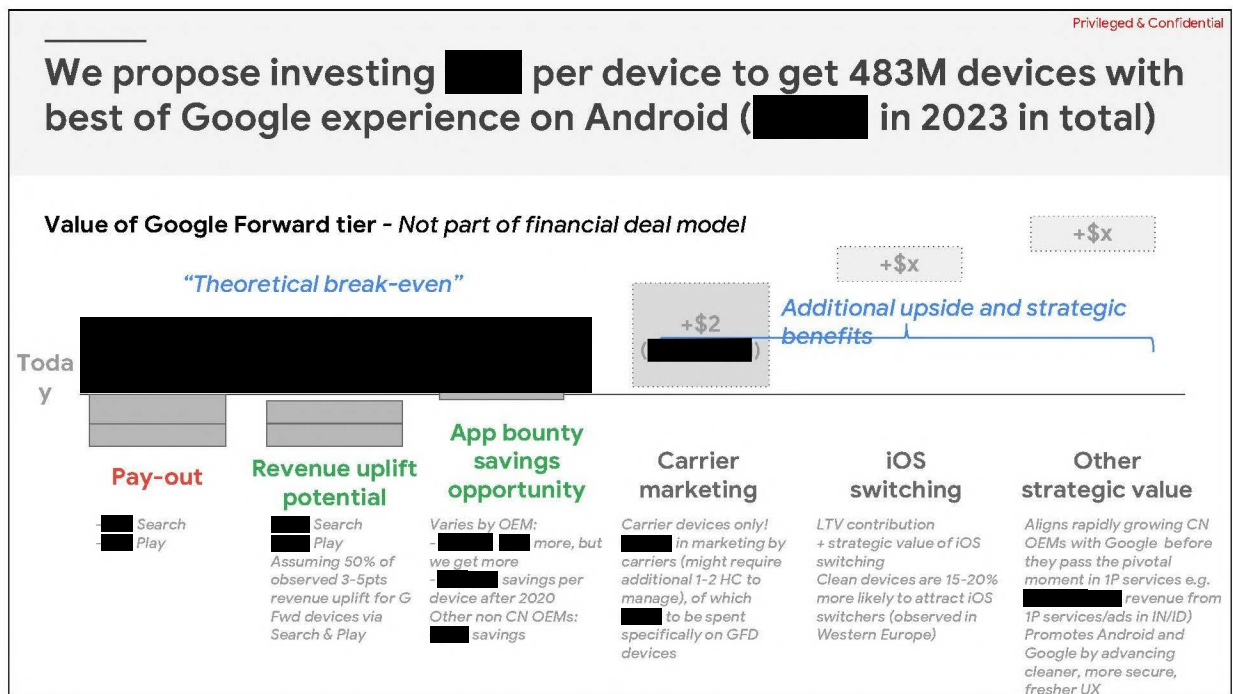 Privileged & Confidential
We propose investing per device to get 483M devices with
best of Google experience on Android ( in 2023 in total)
Value of Google Forward tier - Not part of financial deal model
+$x
+$x
"Theoretical break-even"
+$2
( )
Additional upside and strategic
benefits
Toda
y
Pay-out
- Search
- Play
Revenue uplift
potential
Search
Play
Assuming 50% of
observed 3-5pts
revenue uplift for G
Fwd devices via
Search & Play
App bounty
savings
opportunity
Varies by OEM:
- more, but
we get more
- savings per
device after 2020
Other non CN OEMs:
savings
Carrier
marketing
Carrier devices only!
in marketing by
carriers (might require
additional 1-2 HC to
manage), of which
to be spent
specifically on GFD
devices
iOS
switching
LTV contribution
+ strategic value of iOS
switching
Clean devices are 15-20%
more likely to attract iOS
switchers (observed in
Western Europe)
Other
strategic value
Aligns rapidly growing CN
OEMs with Google before
they pass the pivotal
moment in 1P services e.g.
revenue from
1P services/ads in IN/ID)
Promotes Android and
Google by advancing
cleaner, more secure,
fresher UX